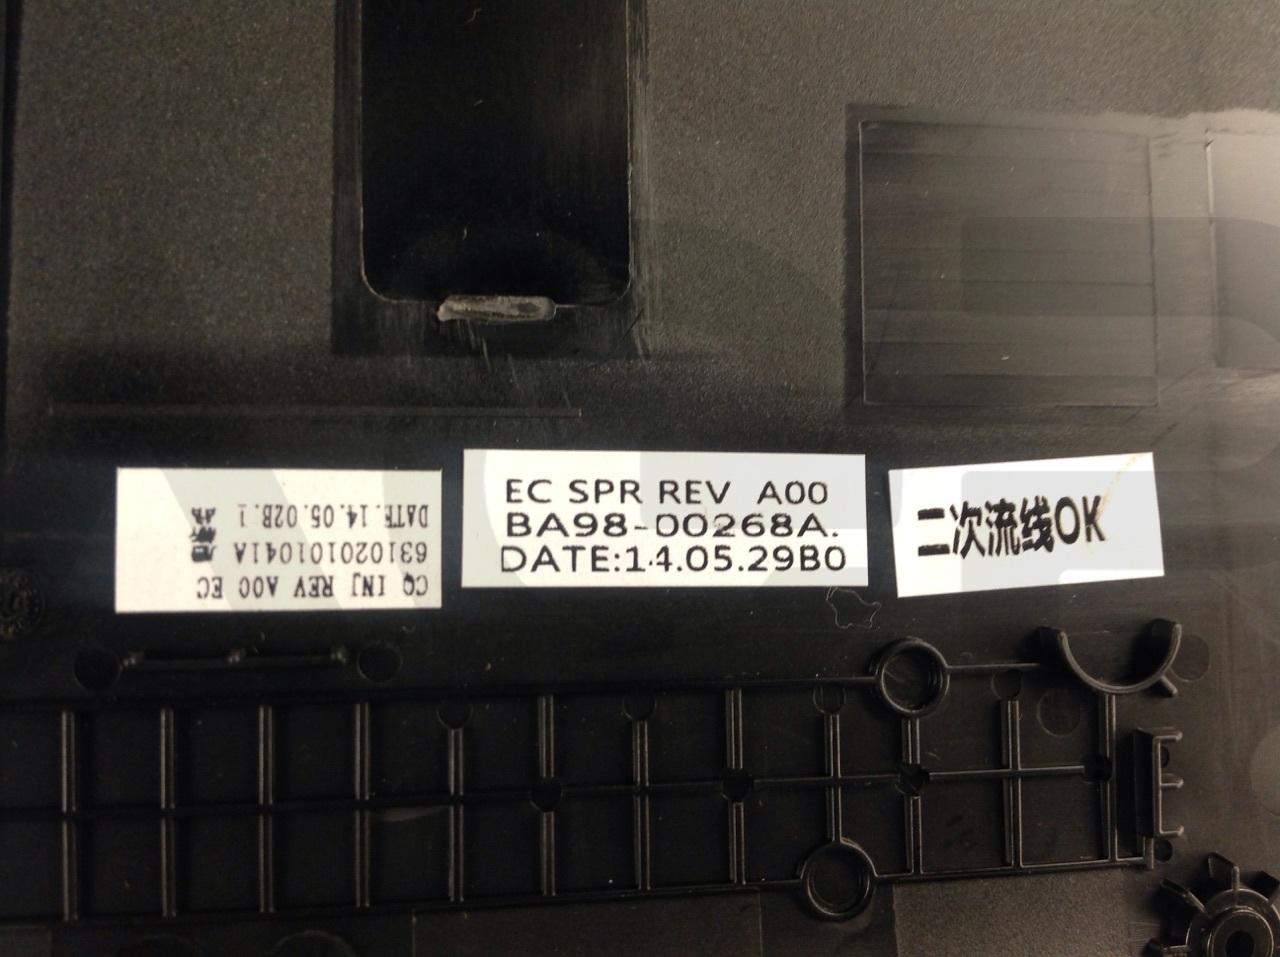 EC SPR REV A00
BA98-00268A.
DATE:14.05.29B0
二次流线OK
CQ INJ REV A00 EC
6310201041A
DATE.14.05.02B.1